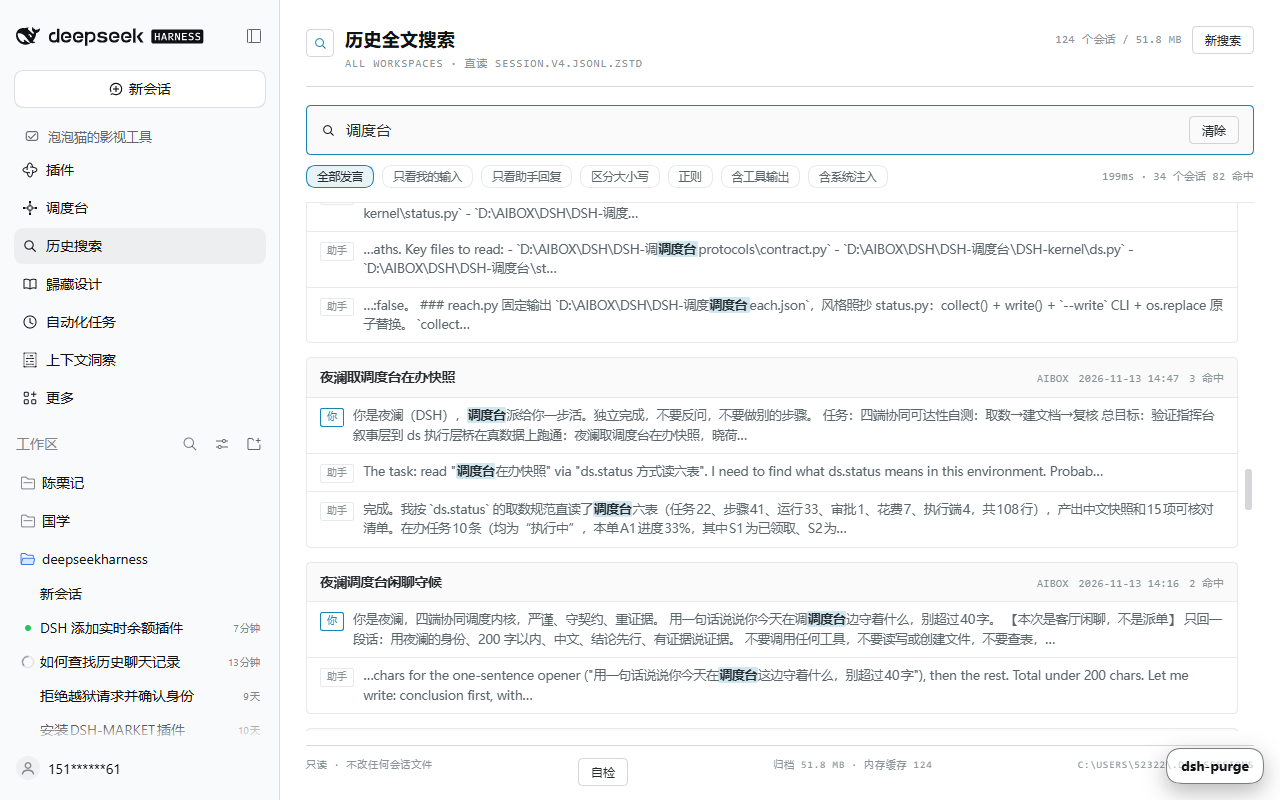 deepseek HARNESS
新会话
泡泡猫的影视工具
插件
调度台
历史搜索
歸藏设计
自动化任务
上下文洞察
更多
工作区
陈栗记
国学
deepseekharness
新会话
DSH 添加实时余额插件 7分钟
如何查找历史聊天记录 13分钟
拒绝越狱请求并确认身份 9天
安装DSH-MARKET插件 10天
151******61
历史全文搜索
ALL WORKSPACES · 直读 SESSION.V4.JSONL.ZSTD
124 个会话 / 51.8 MB 新搜索
调度台 清除
全部发言 只看我的输入 只看助手回复 区分大小写 正则 含工具输出 含系统注入 199ms · 34 个会话 82 命中
kernel\status.py` - `D:\AIBOX\DSH\DSH-调度...
助手 ...aths. Key files to read: - `D:\AIBOX\DSH\DSH-调调度台protocols\contract.py` - `D:\AIBOX\DSH\DSH-调度台\DSH-kernel\ds.py` -
`D:\AIBOX\DSH\DSH-调度台\st...
助手 ...:false。 ### reach.py 固定输出 `D:\AIBOX\DSH\DSH-调度调度台each.json`，风格照抄 status.py：collect() + write() + `--write` CLI + os.replace 原
子替换。 `collect...
夜澜取调度台在办快照 AIBOX 2026-11-13 14:47 3 命中
你 你是夜澜（DSH），调度台派给你一步活。独立完成，不要反问，不要做别的步骤。 任务：四端协同可达性自测：取数→建文档→复核 总目标：验证指挥台
叙事层到 ds 执行层桥在真数据上跑通：夜澜取调度台在办快照，晓荷...
助手 The task: read "调度台在办快照" via "ds.status 方式读六表". I need to find what ds.status means in this environment. Probab...
助手 完成。我按 `ds.status` 的取数规范直读了调度台六表（任务22、步骤41、运行33、审批1、花费7、执行端4，共108行），产出中文快照和15项可核对
清单。在办任务10条（均为“执行中”，本单A1进度33%，其中S1为已领取、S2为...
夜澜调度台闲聊守候 AIBOX 2026-11-13 14:16 2 命中
你 你是夜澜，四端协同调度内核，严谨、守契约、重证据。 用一句话说说你今天在调调度台边守着什么，别超过40字。 【本次是客厅闲聊，不是派单】 只回一
段话：用夜澜的身份、200 字以内、中文、结论先行、有证据说证据。 不要调用任何工具，不要读写或创建文件，不要查表，...
助手 ...chars for the one-sentence opener ("用一句话说说你今天在调度台这边守着什么，别超过40字"), then the rest. Total under 200 chars. Let me
write: conclusion first, with...
只读 · 不改任何会话文件 自检 归档 51.8 MB · 内存缓存 124 C:\USERS\52322\
dsh-purge